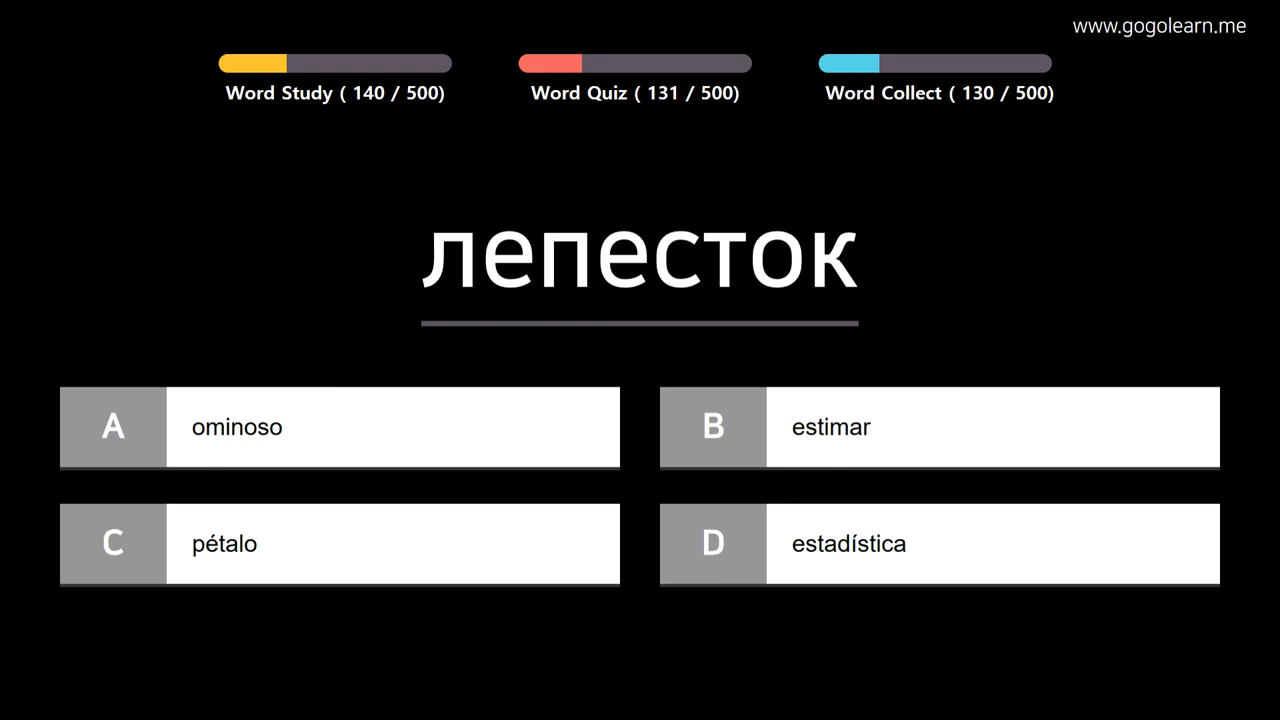 www.gogolearn.me
Word Study ( 140 / 500)
Word Quiz ( 131 / 500)
Word Collect ( 130 / 500)
лепесток
A
ominoso
B
estimar
C
pétalo
D
estadística